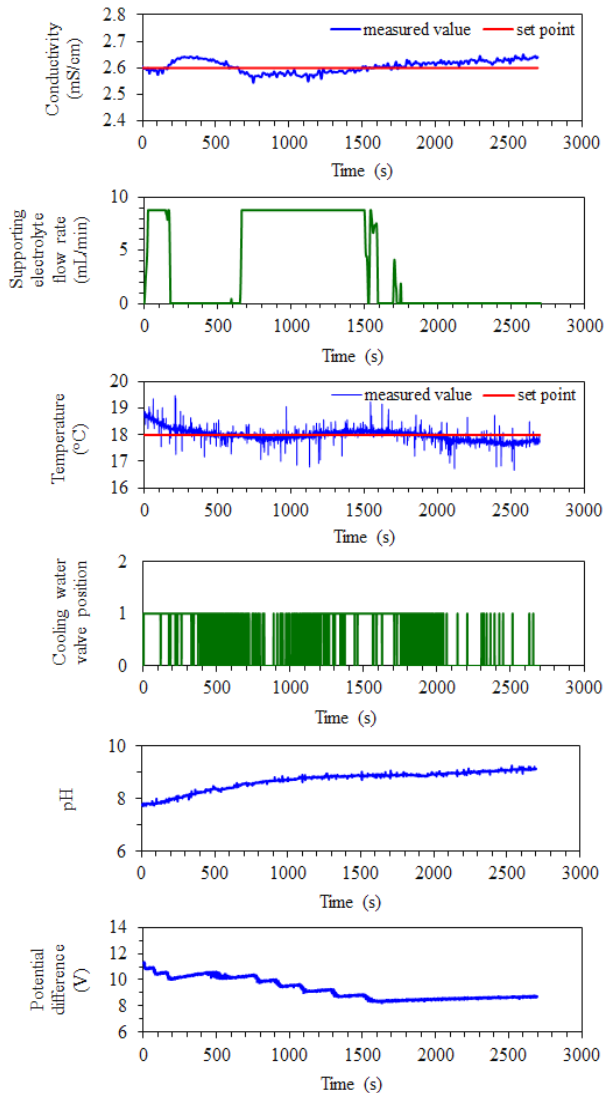 2.8
measured value
set point
2.7
2.6
2.5
2.4
Conductivity
(mS/cm)
0 500 1000 1500 2000 2500 3000
Time (s)
10
5
0
Supporting
electrolyte
flow rate
(mL/min)
0 500 1000 1500 2000 2500 3000
Time (s)
20
measured value
set point
19
18
17
16
Temperature
(°C)
0 500 1000 1500 2000 2500 3000
Time (s)
2
1
0
Cooling water
valve position
0 500 1000 1500 2000 2500 3000
Time (s)
10
8
6
pH
0 500 1000 1500 2000 2500 3000
Time (s)
14
12
10
8
6
Potential
difference
(V)
0 500 1000 1500 2000 2500 3000
Time (s)